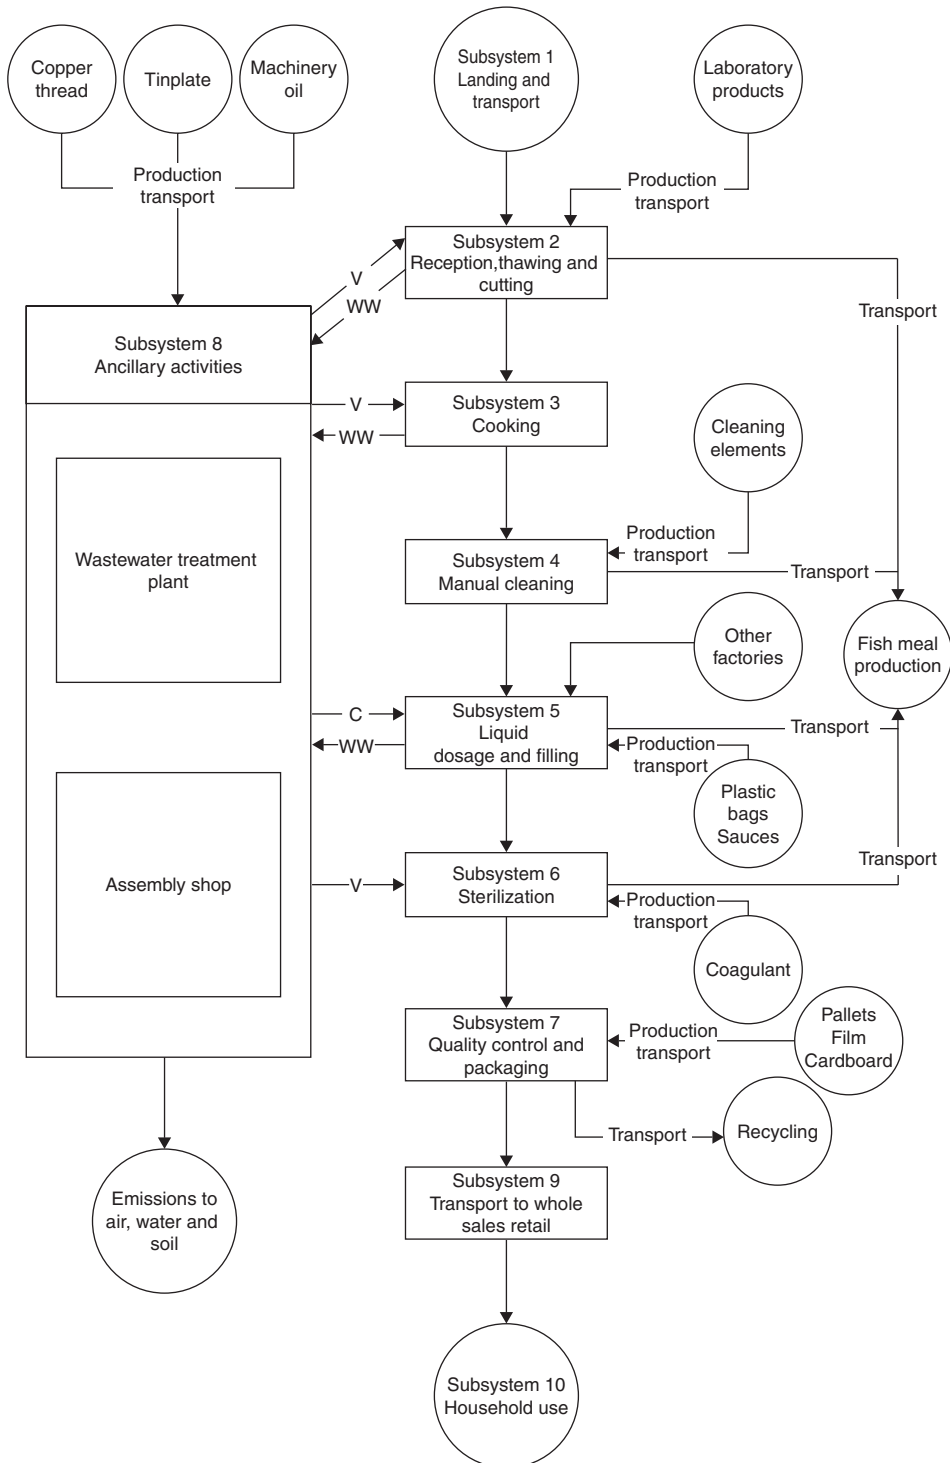 Copper
thread
Tinplate
Machinery
oil
Subsystem 1
Landing and
transport
Laboratory
products
Production
transport
Production
transport
Subsystem 2
Reception,thawing and
cutting
V
WW
Transport
Subsystem 8
Ancillary activities
V
WW
Subsystem 3
Cooking
Cleaning
elements
Wastewater treatment
plant
Production
transport
Subsystem 4
Manual cleaning
Transport
Other
factories
Fish meal
production
C
WW
Subsystem 5
Liquid
dosage and filling
Transport
Production
transport
Plastic
bags
Sauces
Assembly shop
V
Subsystem 6
Sterilization
Transport
Production
transport
Coagulant
Subsystem 7
Quality control and
packaging
Production
transport
Pallets
Film
Cardboard
Transport
Recycling
Emissions to
air, water and
soil
Subsystem 9
Transport to whole
sales retail
Subsystem 10
Household use